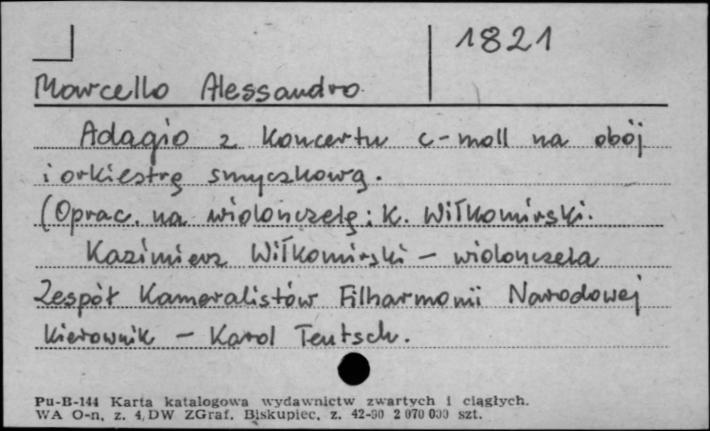 1821
Marcello Alessandro
Adagio z Koncertu c-moll na obój
i orkiestrę smyczkową.
(Oprac. na wiolonczelę: K. Wiłkomirski.
Kazimierz Wiłkomirski - wiolonczela
Zespół Kameralistów Filharmonii Narodowej
Kierownik - Karol Teutsch.
Pu-B-144 Karta katalogowa wydawnictw zwartych i ciągłych.
WA O-n, z. 4, DW ZGraf. Biskupiec, z. 42-90 2 070 000 szt.